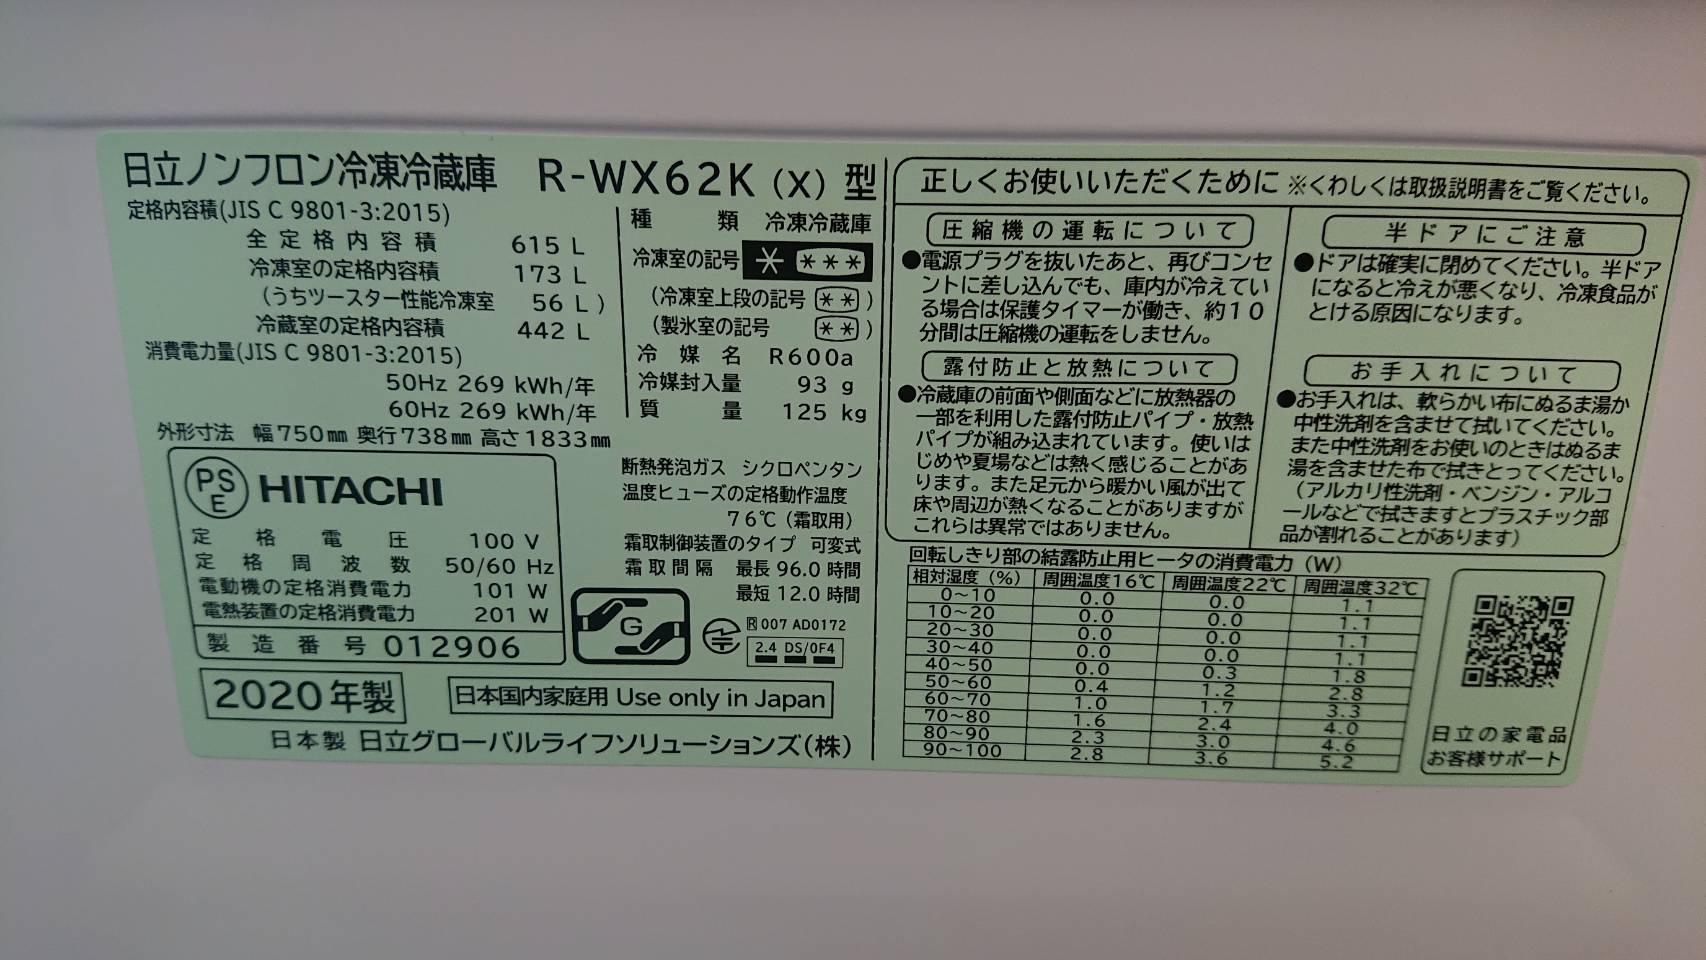 日立ノンフロン冷凍冷蔵庫 R-WX62K (X) 型
定格内容積(JIS C 9801-3:2015)
全定格内容積 615 L
冷凍室の定格内容積 173 L
(うちツースター性能冷凍室 56 L)
冷蔵室の定格内容積 442 L
消費電力量(JIS C 9801-3:2015)
50Hz 269 kWh/年
60Hz 269 kWh/年
外形寸法 幅750mm 奥行738mm 高さ1833mm
種類 冷凍冷蔵庫
冷凍室の記号 * ***
(冷凍室上段の記号 **)
(製氷室の記号 **)
冷媒名 R600a
冷媒封入量 93 g
質量 125 kg
PSE HITACHI
定格電圧 100 V
定格周波数 50/60 Hz
電動機の定格消費電力 101 W
電熱装置の定格消費電力 201 W
製造番号 012906
断熱発泡ガス シクロペンタン
温度ヒューズの定格動作温度
76℃(霜取用)
霜取制御装置のタイプ 可変式
霜取間隔 最長 96.0 時間
最短 12.0 時間
G
R 007 AD0172
2.4 DS/OF4
2020年製
日本国内家庭用 Use only in Japan
日本製 日立グローバルライフソリューションズ(株)
正しくお使いいただくために ※くわしくは取扱説明書をご覧ください。
圧縮機の運転について
●電源プラグを抜いたあと、再びコンセ
ントに差し込んでも、庫内が冷えてい
る場合は保護タイマーが働き、約10
分間は圧縮機の運転をしません。
露付防止と放熱について
●冷蔵庫の前面や側面などに放熱器の
一部を利用した露付防止パイプ・放熱
パイプが組み込まれています。使いは
じめや夏場などは熱く感じることがあ
ります。また足元から暖かい風が出て
床や周辺が熱くなることがありますが
これらは異常ではありません。
半ドアにご注意
●ドアは確実に閉めてください。半ドア
になると冷えが悪くなり、冷凍食品が
とける原因になります。
お手入れについて
●お手入れは、軟らかい布にぬるま湯か
中性洗剤を含ませて拭いてください。
また中性洗剤をお使いのときはぬるま
湯を含ませた布で拭きとってください。
(アルカリ性洗剤・ベンジン・アルコ
ールなどで拭きますとプラスチック部
品が割れることがあります)
回転しきり部の結露防止用ヒータの消費電力(W)
相対湿度(%) 周囲温度16℃ 周囲温度22℃ 周囲温度32℃
0~10 0.0 0.0 1.1
10~20 0.0 0.0 1.1
20~30 0.0 0.0 1.1
30~40 0.0 0.0 1.1
40~50 0.0 0.3 1.8
50~60 0.4 1.2 2.8
60~70 1.0 1.7 3.3
70~80 1.6 2.4 4.0
80~90 2.3 3.0 4.6
90~100 2.8 3.6 5.2
日立の家電品
お客様サポート